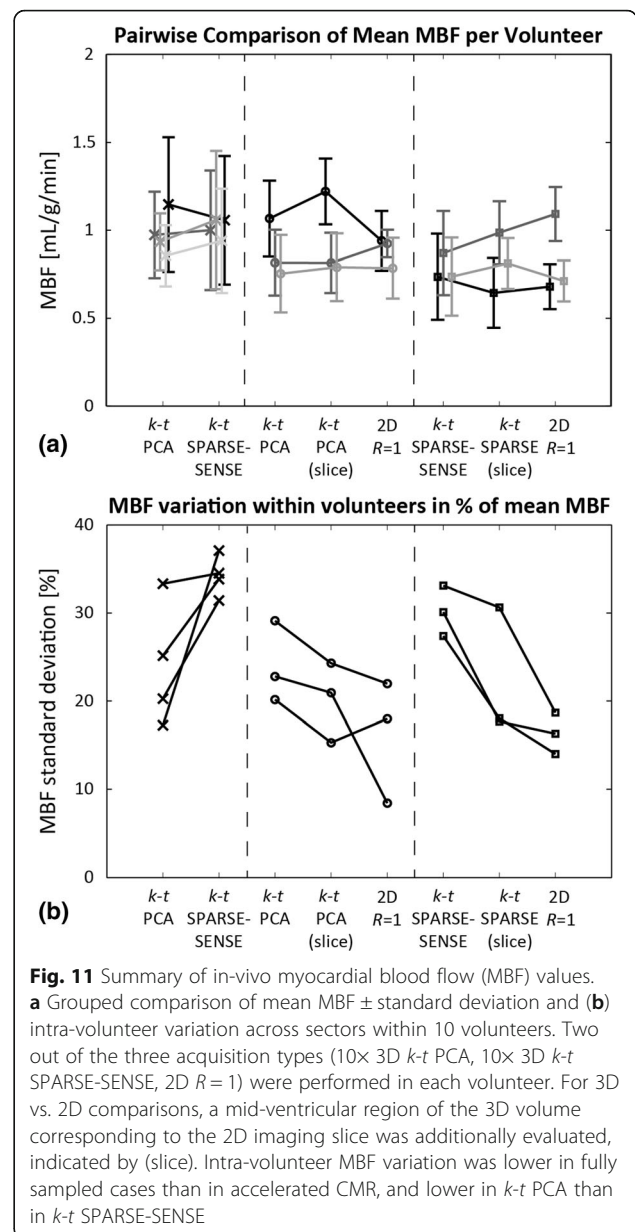 Pairwise Comparison of Mean MBF per Volunteer
2
1.5
1
0.5
0
MBF [mL/g/min]
k-t k-t k-t k-t 2D k-t k-t 2D
PCA SPARSE- PCA PCA R=1 SPARSE- SPARSE R=1
SENSE (slice) SENSE (slice)
(a)
MBF variation within volunteers in % of mean MBF
40
30
20
10
0
MBF standard deviation [%]
k-t k-t k-t k-t 2D k-t k-t 2D
PCA SPARSE- PCA PCA R=1 SPARSE- SPARSE R=1
SENSE (slice) SENSE (slice)
(b)
Fig. 11 Summary of in-vivo myocardial blood flow (MBF) values.
a Grouped comparison of mean MBF ± standard deviation and (b)
intra-volunteer variation across sectors within 10 volunteers. Two
out of the three acquisition types (10× 3D k-t PCA, 10× 3D k-t
SPARSE-SENSE, 2D R = 1) were performed in each volunteer. For 3D
vs. 2D comparisons, a mid-ventricular region of the 3D volume
corresponding to the 2D imaging slice was additionally evaluated,
indicated by (slice). Intra-volunteer MBF variation was lower in fully
sampled cases than in accelerated CMR, and lower in k-t PCA than
in k-t SPARSE-SENSE